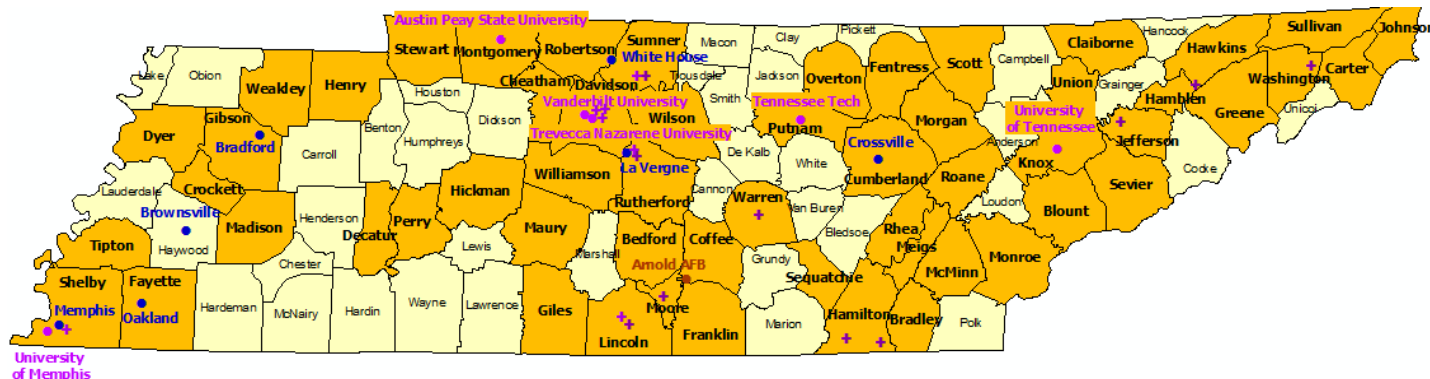 Austin Peay State University
Stewart
Montgomery
Robertson
Sumner
White House
Macon
Clay
Pickett
Overton
Fentress
Scott
Campbell
Claiborne
Hancock
Hawkins
Sullivan
Johnson
Lake
Obion
Weakley
Henry
Houston
Cheatham
Davidson
Trousdale
Jackson
Smith
Union
Grainger
Hamblen
Washington
Carter
Unicoi
Greene
Dyer
Gibson
Bradford
Carroll
Benton
Humphreys
Dickson
Vanderbilt University
Wilson
Trevecca Nazarene University
Tennessee Tech
Putnam
Morgan
University
of Tennessee
Anderson
Knox
Jefferson
Cocke
Lauderdale
Crockett
Brownsville
Haywood
Madison
Henderson
Decatur
Perry
Hickman
Williamson
La Vergne
Rutherford
De Kalb
White
Cannon
Warren
Van Buren
Crossville
Cumberland
Bledsoe
Roane
Loudon
Blount
Sevier
Tipton
Chester
Lewis
Maury
Marshall
Bedford
Coffee
Arnold AFB
Grundy
Sequatchie
Rhea
Meigs
McMinn
Monroe
Shelby
Memphis
Fayette
Oakland
Hardeman
McNairy
Hardin
Wayne
Lawrence
Giles
Lincoln
Moore
Franklin
Marion
Hamilton
Bradley
Polk
University
of Memphis